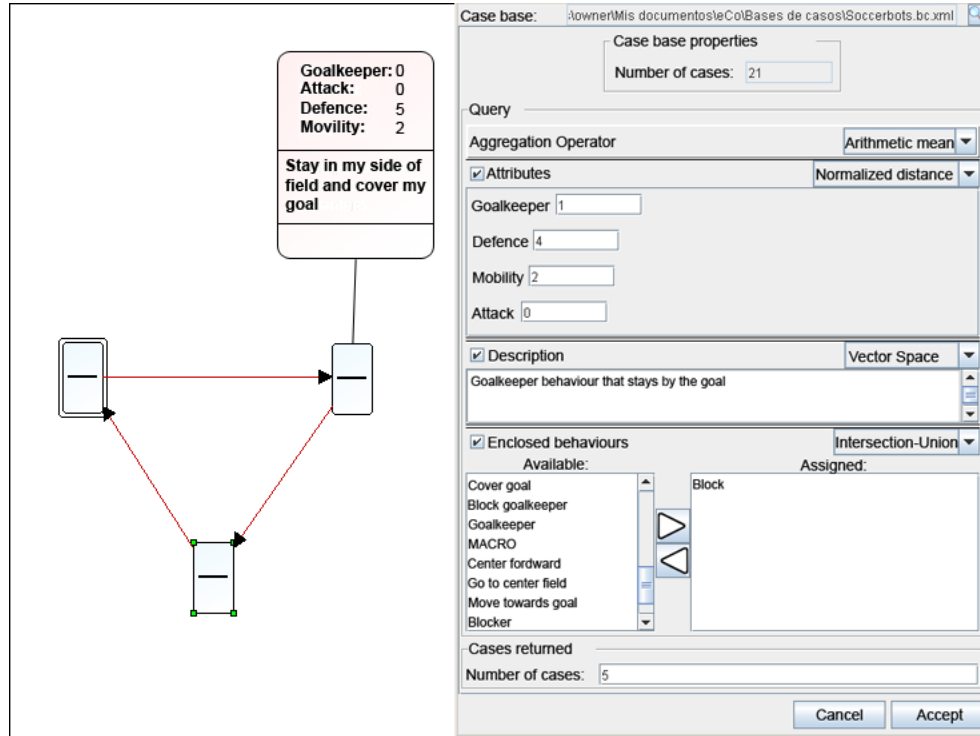 Goalkeeper: 0
Attack: 0
Defence: 5
Movility: 2
Stay in my side of
field and cover my
goal
Case base: :\owner\Mis documentos\eCo\Bases de casos\Soccerbots.bc.xml
Case base properties
Number of cases: 21
Query
Aggregation Operator Arithmetic mean
Attributes Normalized distance
Goalkeeper 1
Defence 4
Mobility 2
Attack 0
Description Vector Space
Goalkeeper behaviour that stays by the goal
Enclosed behaviours Intersection-Union
Available: Assigned:
Cover goal Block
Block goalkeeper
Goalkeeper
MACRO
Center fordward
Go to center field
Move towards goal
Blocker
Cases returned
Number of cases: 5
Cancel Accept